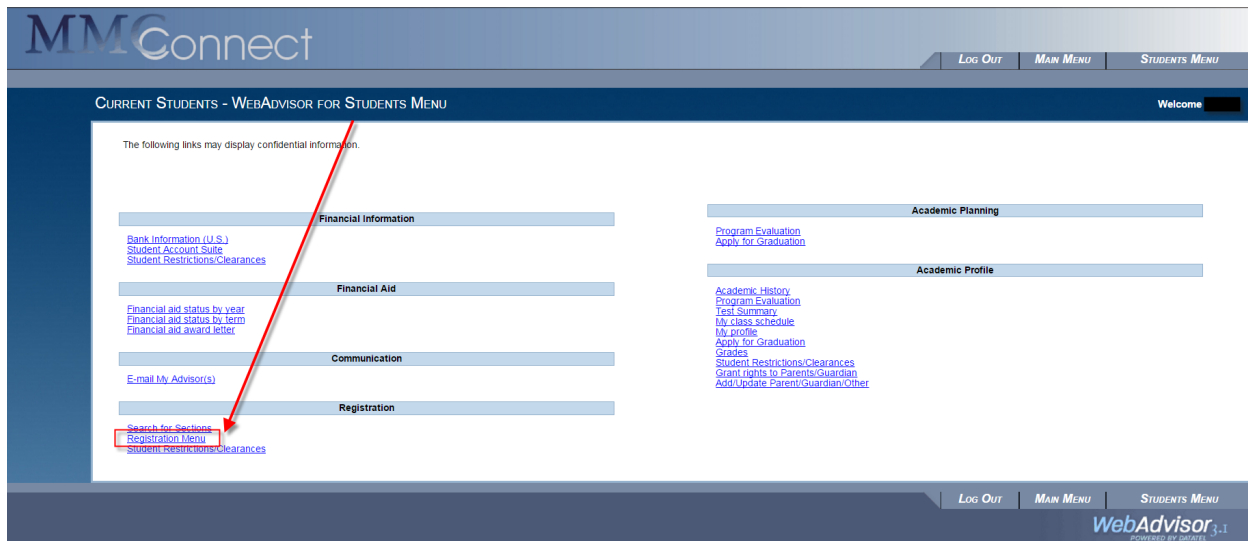 MMConnect
LOG OUT MAIN MENU STUDENTS MENU
CURRENT STUDENTS - WEBADVISOR FOR STUDENTS MENU
Welcome
The following links may display confidential information.
Financial Information
Bank Information (U.S.)
Student Account Suite
Student Restrictions/Clearances
Financial Aid
Financial aid status by year
Financial aid status by term
Financial aid award letter
Communication
E-mail My Advisor(s)
Registration
Search for Sections
Registration Menu
Student Restrictions/Clearances
Academic Planning
Program Evaluation
Apply for Graduation
Academic Profile
Academic History
Program Evaluation
Test Summary
My class schedule
My profile
Apply for Graduation
Grades
Student Restrictions/Clearances
Grant rights to Parents/Guardian
Add/Update Parent/Guardian/Other
LOG OUT MAIN MENU STUDENTS MENU
WebAdvisor 3.1
POWERED BY DATATEL